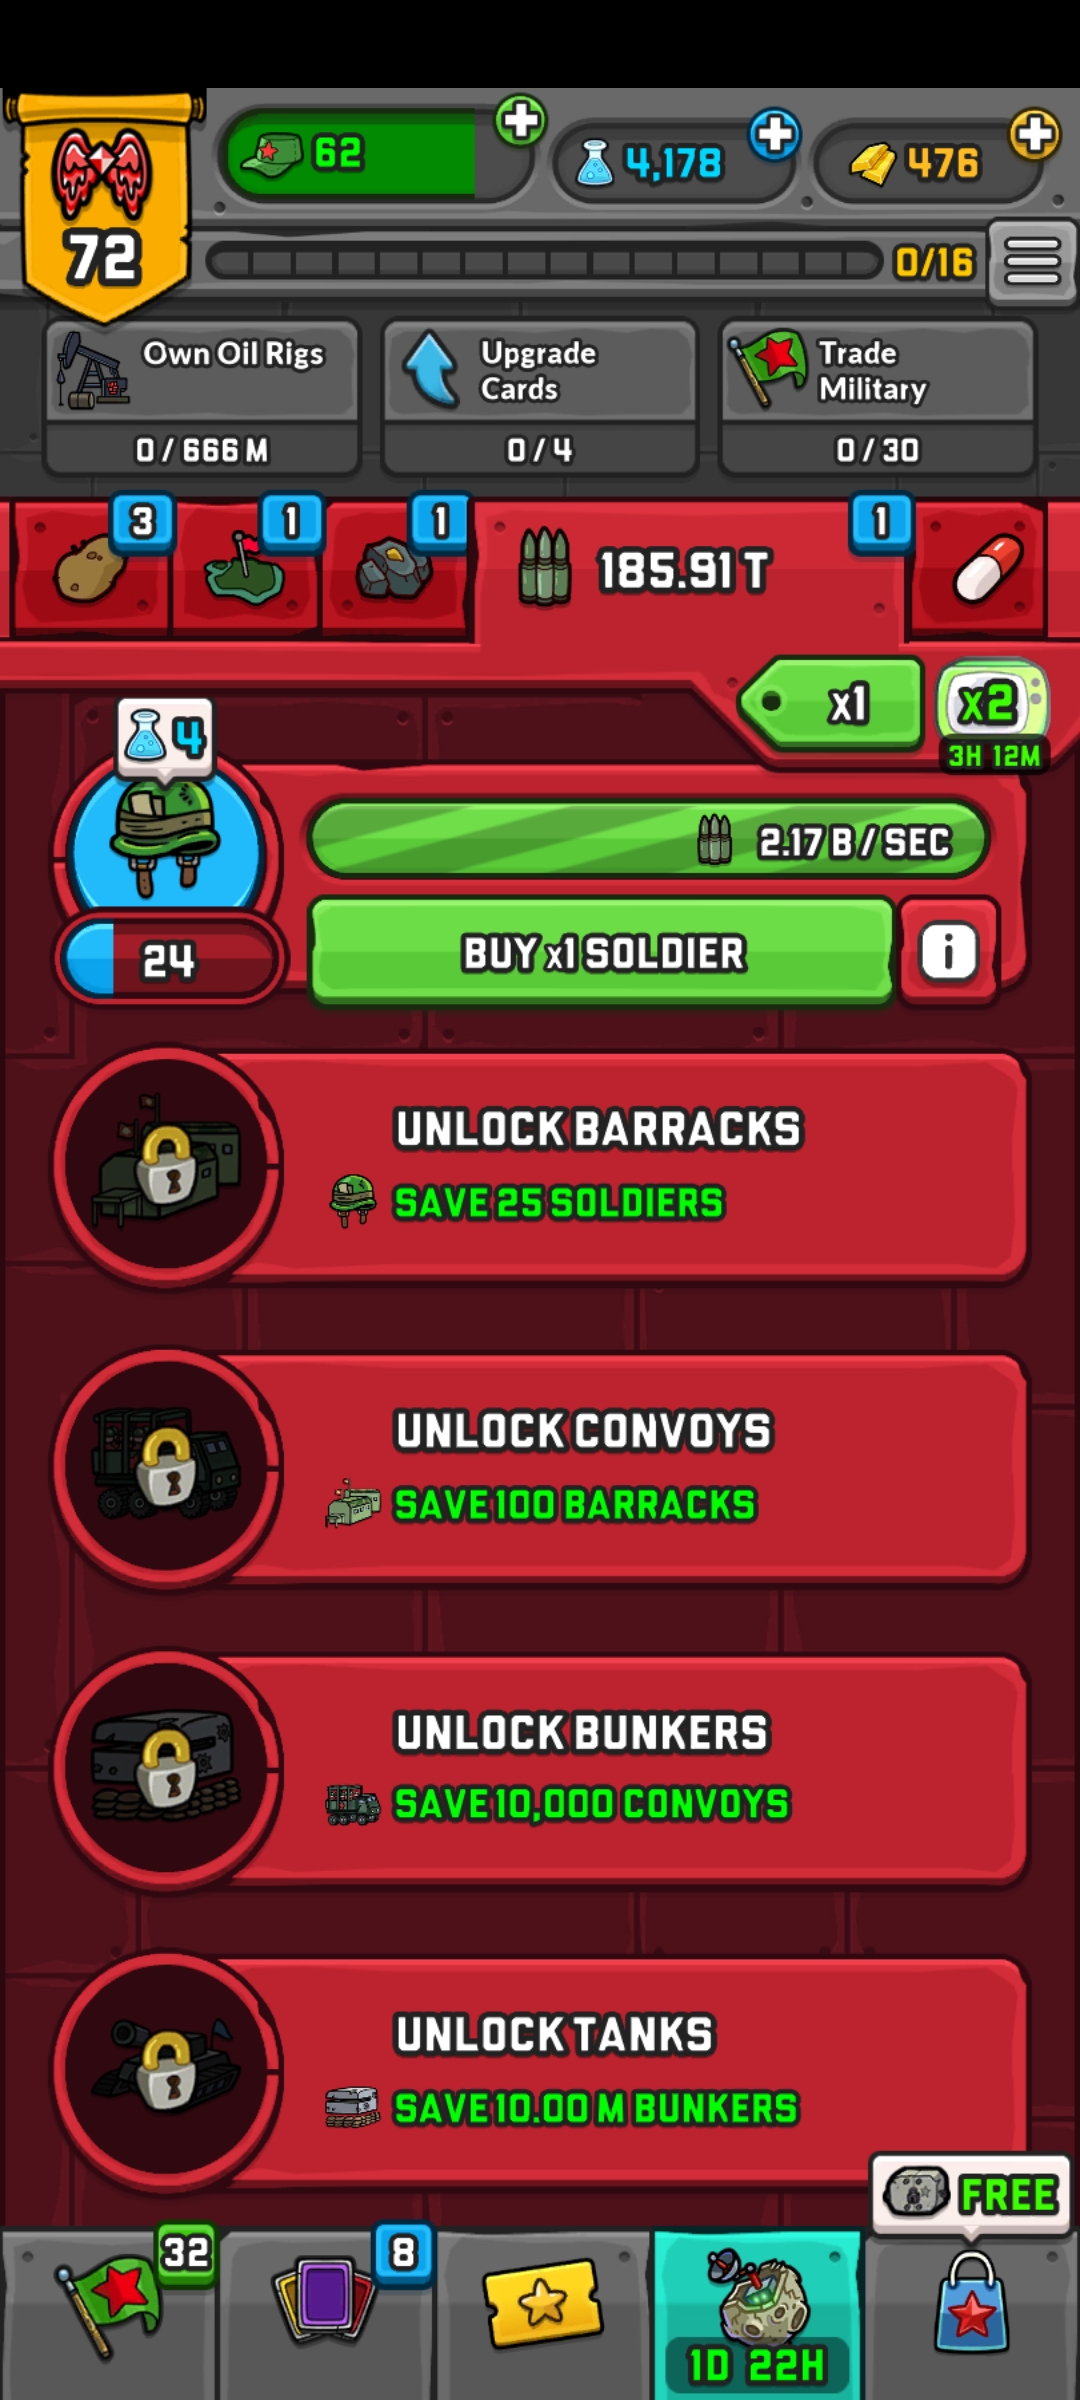 62
4,178
476
72
0/16
Own Oil Rigs
0 / 666 M
Upgrade
Cards
0 / 4
Trade
Military
0 / 30
3
1
1
185.91 T
1
x1
x2
3H 12M
4
2.17 B / SEC
24
BUY x1 SOLDIER
i
UNLOCK BARRACKS
SAVE 25 SOLDIERS
UNLOCK CONVOYS
SAVE 100 BARRACKS
UNLOCK BUNKERS
SAVE 10,000 CONVOYS
UNLOCK TANKS
SAVE 10.00 M BUNKERS
FREE
32
8
1D 22H